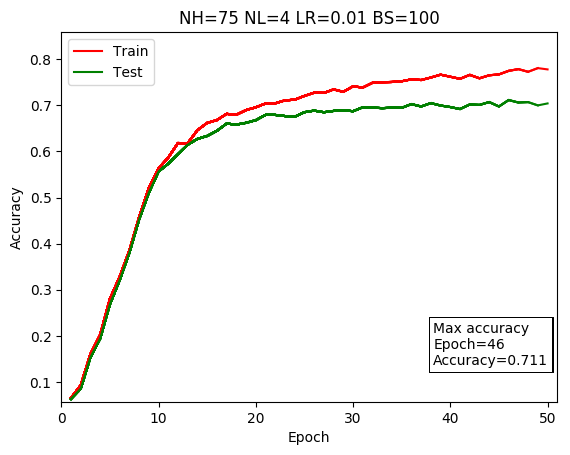 NH=75 NL=4 LR=0.01 BS=100
Train
Test
0.8
0.7
0.6
0.5
0.4
0.3
0.2
0.1
Accuracy
Max accuracy
Epoch=46
Accuracy=0.711
0 10 20 30 40 50
Epoch